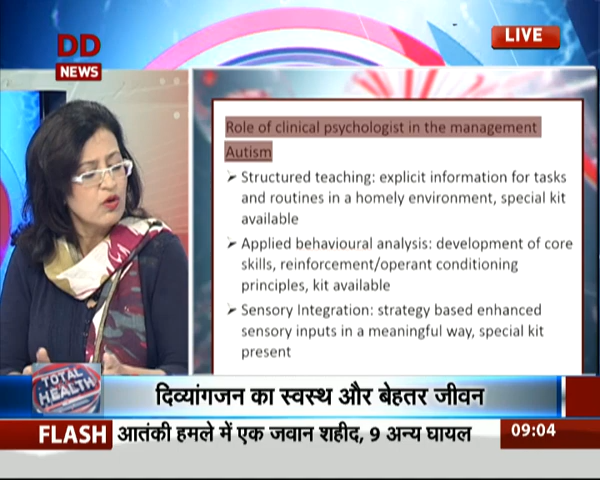 DD
NEWS
LIVE
Role of clinical psychologist in the management
Autism
➢ Structured teaching: explicit information for tasks
and routines in a homely environment, special kit
available
➢ Applied behavioural analysis: development of core
skills, reinforcement/operant conditioning
principles, kit available
➢ Sensory Integration: strategy based enhanced
sensory inputs in a meaningful way, special kit
present
TOTAL
HEALTH
दिव्यांगजन का स्वस्थ और बेहतर जीवन
FLASH आतंकी हमले में एक जवान शहीद, 9 अन्य घायल 09:04